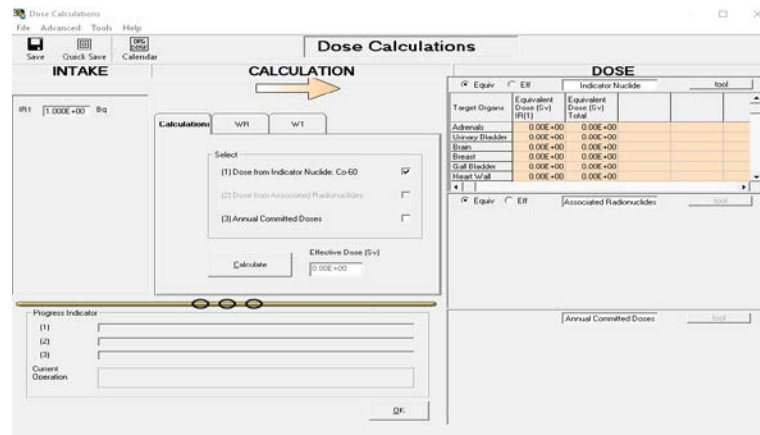 Dose Calculations
File Advanced Tools Help
Save Quick Save Calendar
Dose Calculations
INTAKE
CALCULATION
DOSE
IR1 1.000E+00 Bq
Calculations WR WT
Select
(1) Dose from Indicator Nuclide: Co-60
(2) Dose from Associated Radionuclides
(3) Annual Committed Doses
Calculate
Effective Dose (Sv)
0.00E+00
Equiv Eff Indicator Nuclide tool
Target Organs Equivalent Dose (Sv) IR(1) Equivalent Dose (Sv) Total
Adrenals 0.00E+00 0.00E+00
Urinary Bladder 0.00E+00 0.00E+00
Brain 0.00E+00 0.00E+00
Breast 0.00E+00 0.00E+00
Gall Bladder 0.00E+00 0.00E+00
Heart Wall 0.00E+00 0.00E+00
Equiv Eff Associated Radionuclides tool
Annual Committed Doses tool
Progress Indicator
(1)
(2)
(3)
Current
Operation
OK